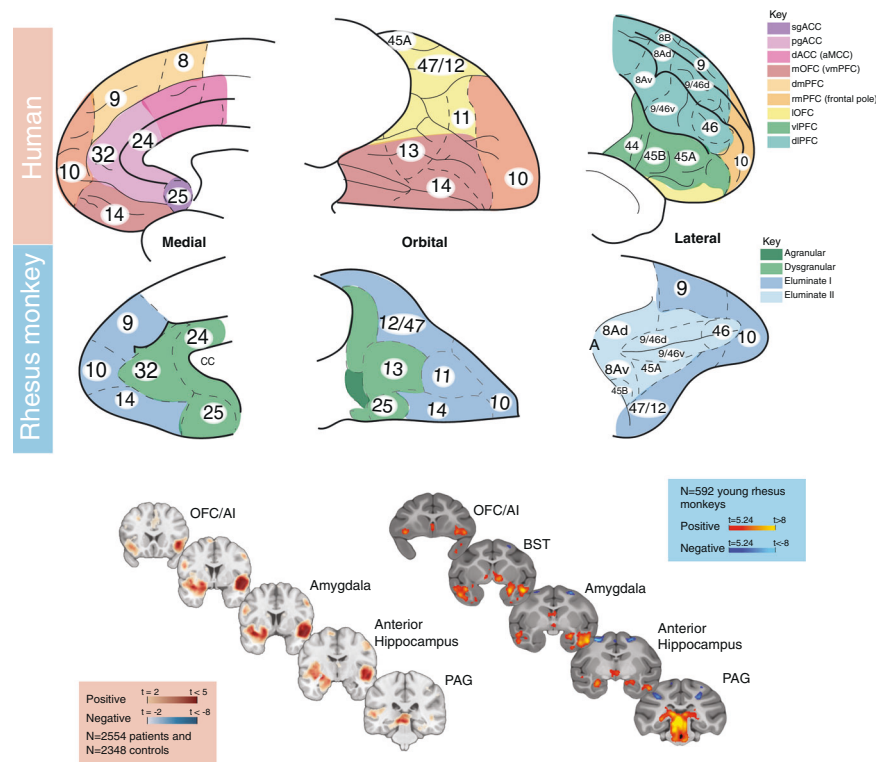 Human
45A
8
47/12
9
11
24
13
32
10
14
10
25
14
Medial
Orbital
Lateral
8B
8Ad
9
8Av
9/46d
9/46v
46
44
45B
45A
10
Key
sgACC
pgACC
dACC (aMCC)
mOFC (vmPFC)
dmPFC
rmPFC (frontal pole)
lOFC
vlPFC
dlPFC
Rhesus monkey
9
24
CC
10
32
14
25
12/47
13
11
25
14
10
9
8Ad
46
9/46d
10
A
9/46v
8Av
45A
45B
47/12
Key
Agranular
Dysgranular
Eluminate I
Eluminate II
OFC/AI
Amygdala
Anterior
Hippocampus
PAG
Positive
t = 2
t < 5
Negative
t = -2
t < -8
N=2554 patients and
N=2348 controls
OFC/AI
BST
Amygdala
Anterior
Hippocampus
PAG
N=592 young rhesus
monkeys
Positive
t=5.24
t>8
Negative
t=5.24
t<-8